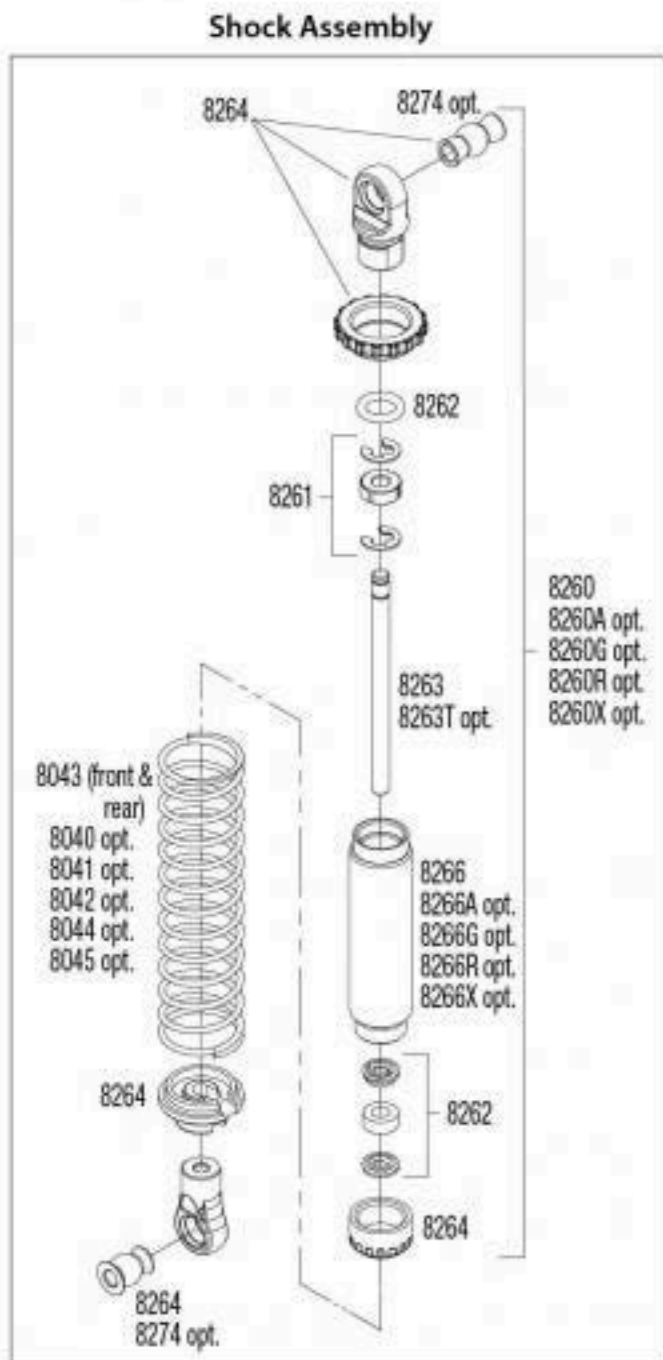 Shock Assembly
8264
8274 opt.
8262
8261
8260
8260A opt.
8260G opt.
8260R opt.
8260X opt.
8263
8263T opt.
8043 (front &
rear)
8040 opt.
8041 opt.
8042 opt.
8044 opt.
8045 opt.
8266
8266A opt.
8266G opt.
8266R opt.
8266X opt.
8264
8262
8264
8264
8274 opt.